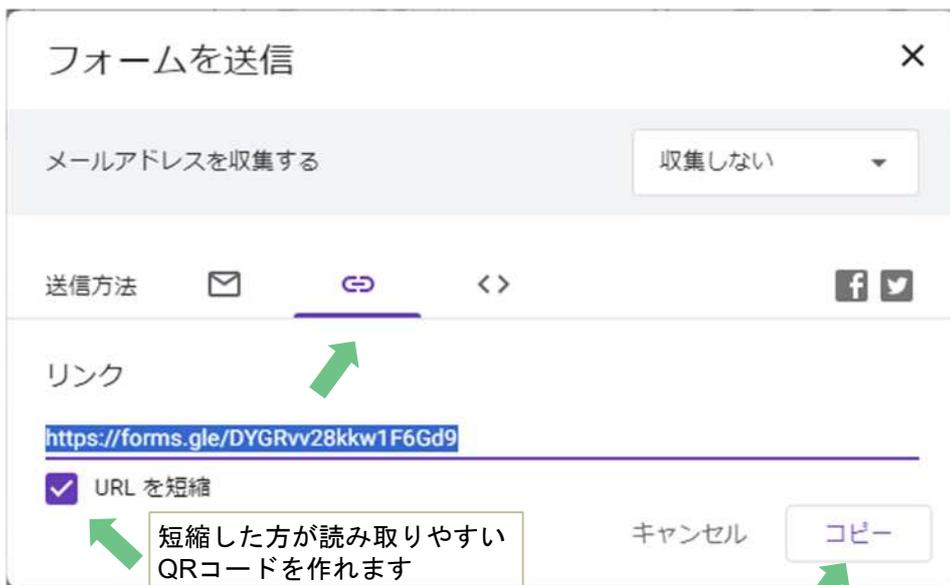 フォームを送信
メールアドレスを収集する
収集しない
送信方法
リンク
https://forms.gle/DYGRvv28kkw1F6Gd9
URL を短縮
短縮した方が読み取りやすい
QRコードを作れます
キャンセル
コピー